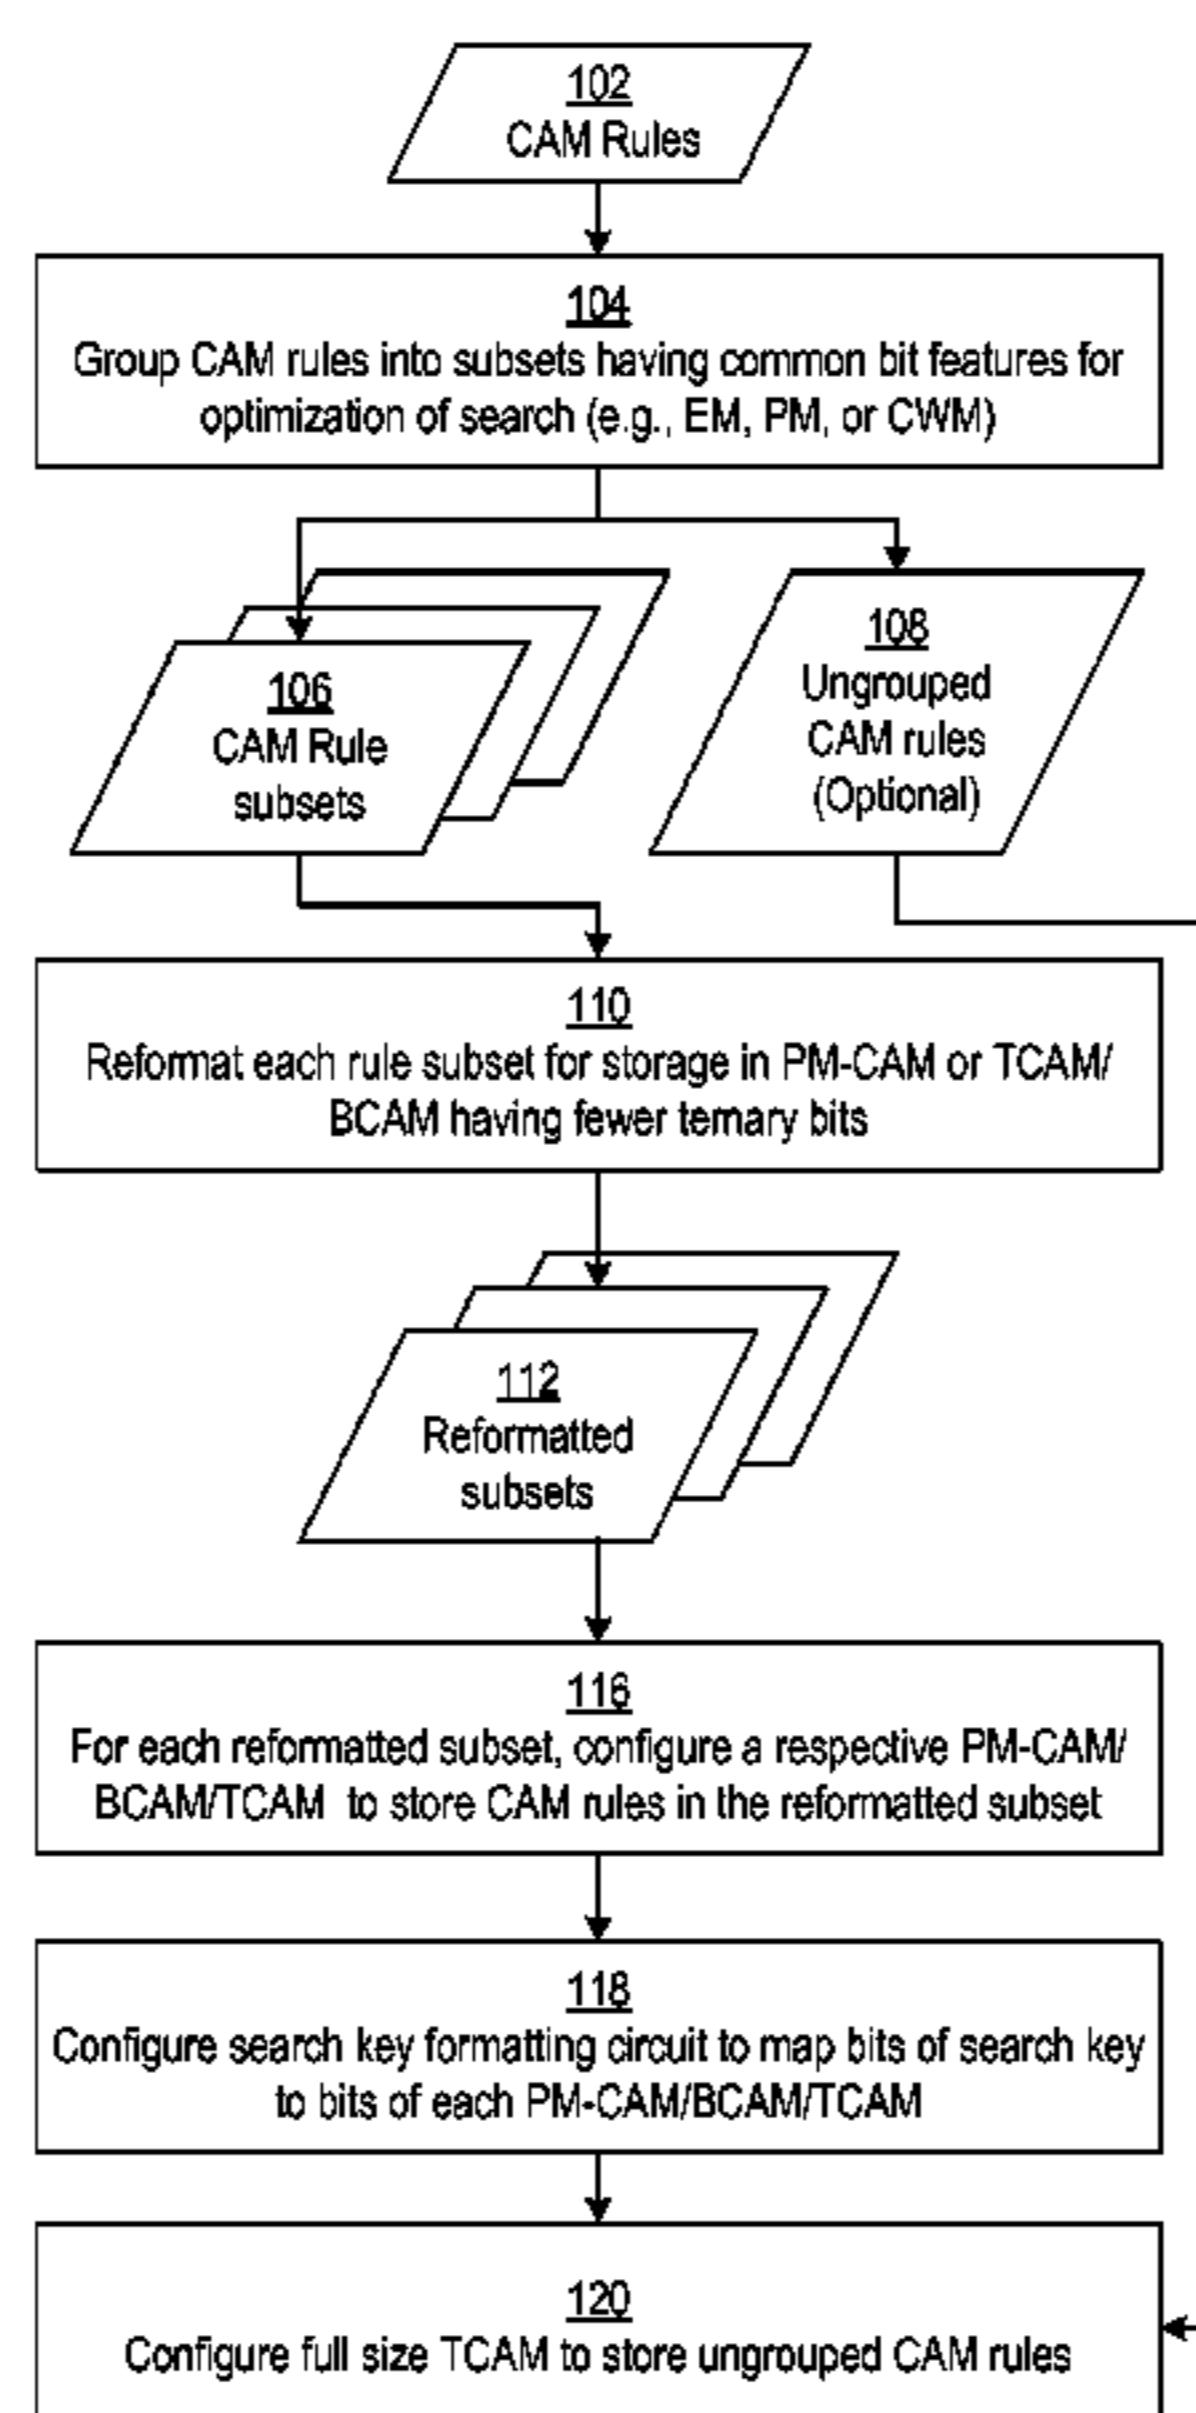 102
CAM Rules
104
Group CAM rules into subsets having common bit features for
optimization of search (e.g., EM, PM, or CWM)
106
CAM Rule
subsets
108
Ungrouped
CAM rules
(Optional)
110
Reformat each rule subset for storage in PM-CAM or TCAM/
BCAM having fewer ternary bits
112
Reformatted
subsets
116
For each reformatted subset, configure a respective PM-CAM/
BCAM/TCAM to store CAM rules in the reformatted subset
118
Configure search key formatting circuit to map bits of search key
to bits of each PM-CAM/BCAM/TCAM
120
Configure full size TCAM to store ungrouped CAM rules